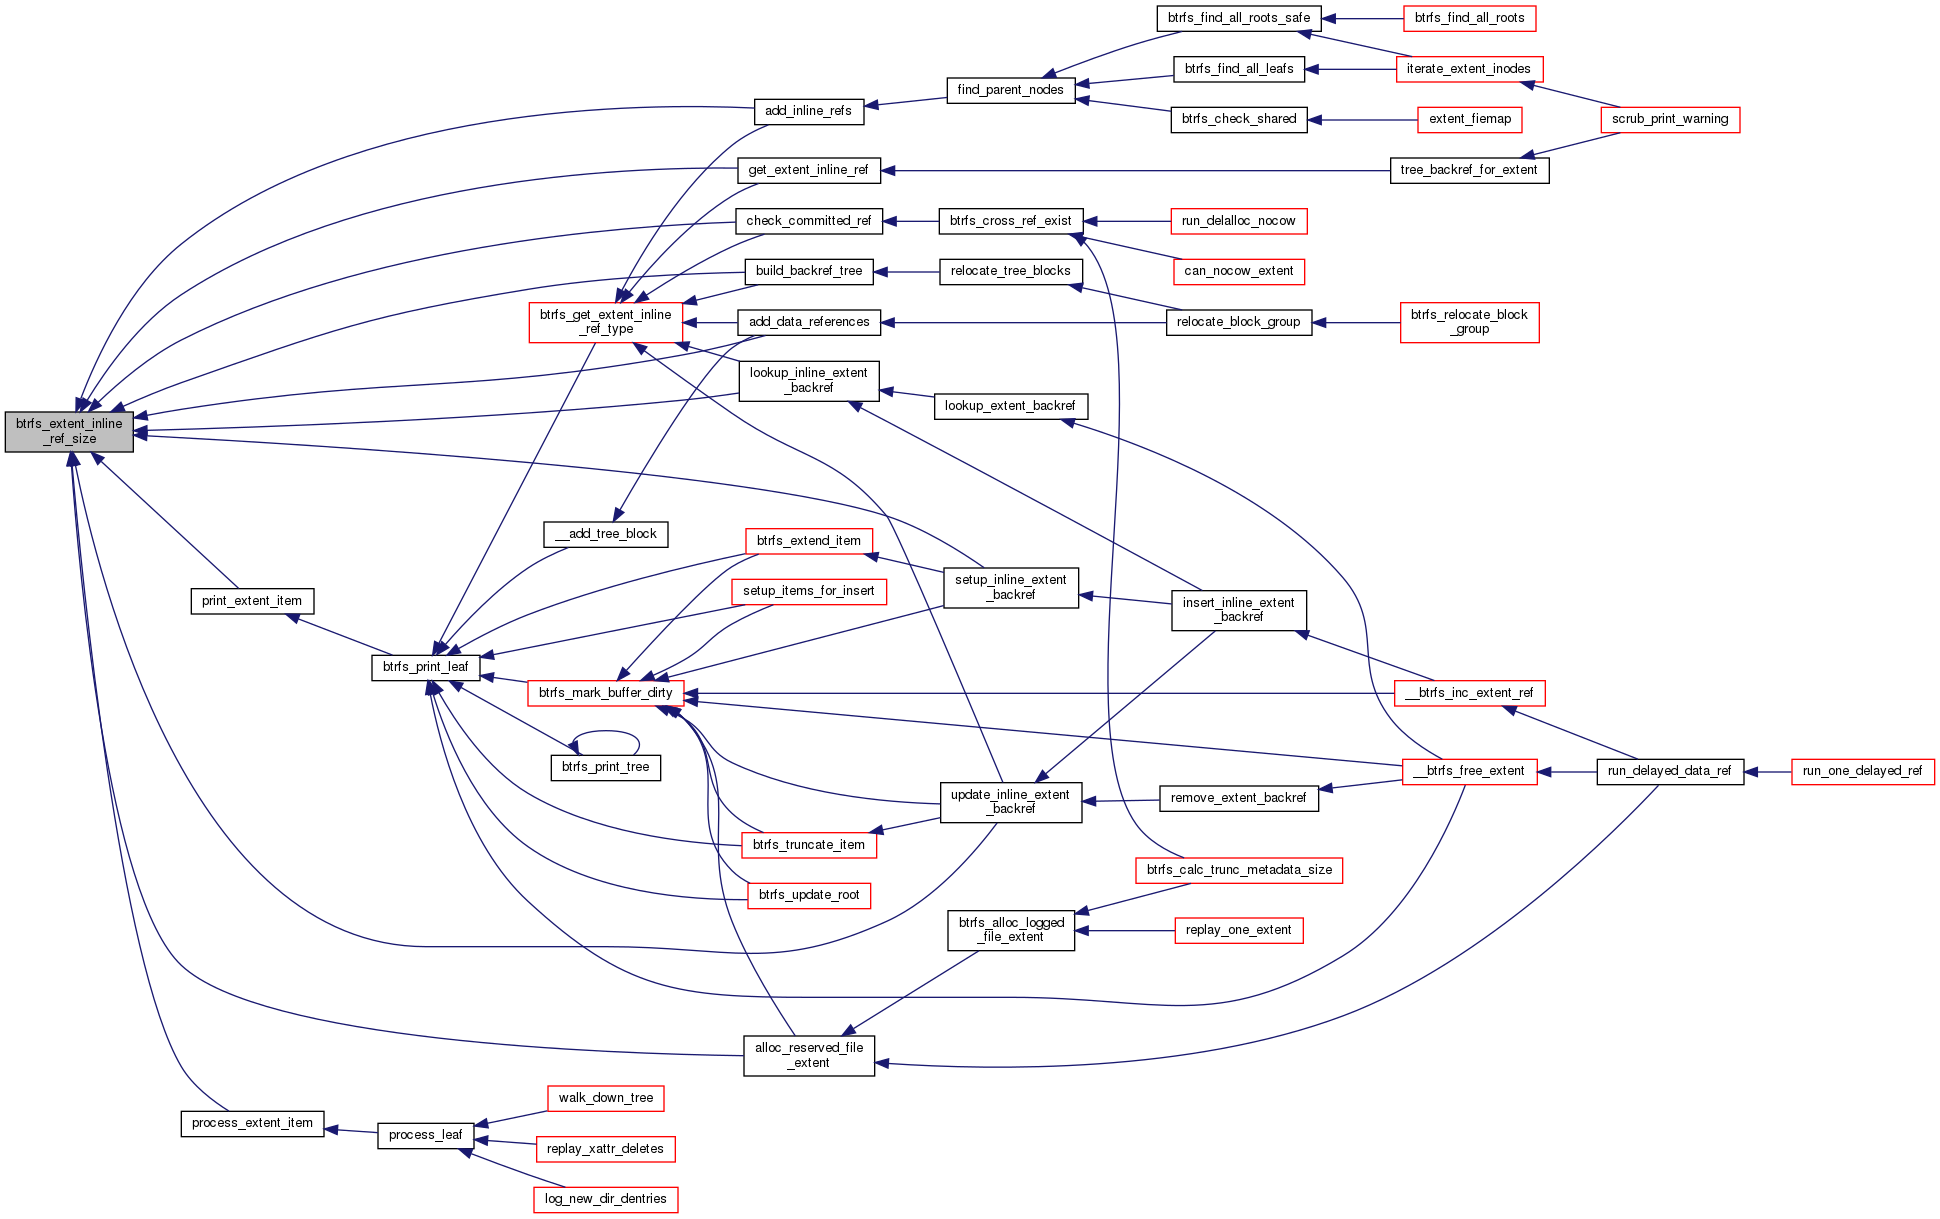 btrfs_find_all_roots_safe
btrfs_find_all_roots
btrfs_find_all_leafs
iterate_extent_inodes
find_parent_nodes
add_inline_refs
btrfs_check_shared
extent_fiemap
scrub_print_warning
get_extent_inline_ref
tree_backref_for_extent
check_committed_ref
btrfs_cross_ref_exist
run_delalloc_nocow
build_backref_tree
relocate_tree_blocks
can_nocow_extent
btrfs_get_extent_inline
_ref_type
add_data_references
relocate_block_group
btrfs_relocate_block
_group
lookup_inline_extent
_backref
lookup_extent_backref
btrfs_extent_inline
_ref_size
__add_tree_block
btrfs_extend_item
setup_items_for_insert
setup_inline_extent
_backref
print_extent_item
insert_inline_extent
_backref
btrfs_print_leaf
btrfs_mark_buffer_dirty
__btrfs_inc_extent_ref
btrfs_print_tree
__btrfs_free_extent
run_delayed_data_ref
run_one_delayed_ref
update_inline_extent
_backref
remove_extent_backref
btrfs_truncate_item
btrfs_calc_trunc_metadata_size
btrfs_update_root
btrfs_alloc_logged
_file_extent
replay_one_extent
alloc_reserved_file
_extent
walk_down_tree
process_extent_item
process_leaf
replay_xattr_deletes
log_new_dir_dentries